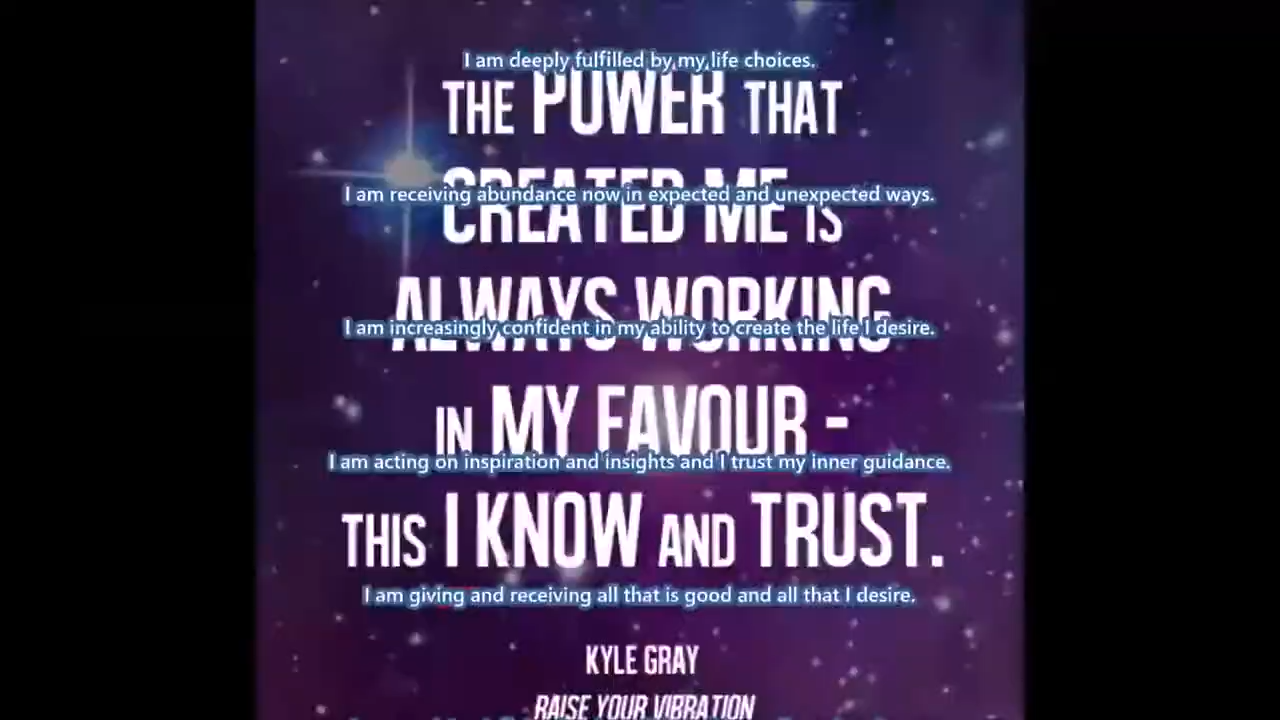 I am deeply fulfilled by my life choices.
THE POWER THAT
I am receiving abundance now in expected and unexpected ways.
CREATED ME IS
ALWAYS WORKING
I am increasingly confident in my ability to create the life I desire.
IN MY FAVOUR -
I am acting on inspiration and insights and I trust my inner guidance.
THIS I KNOW AND TRUST.
I am giving and receiving all that is good and all that I desire.
KYLE GRAY
RAISE YOUR VIBRATION